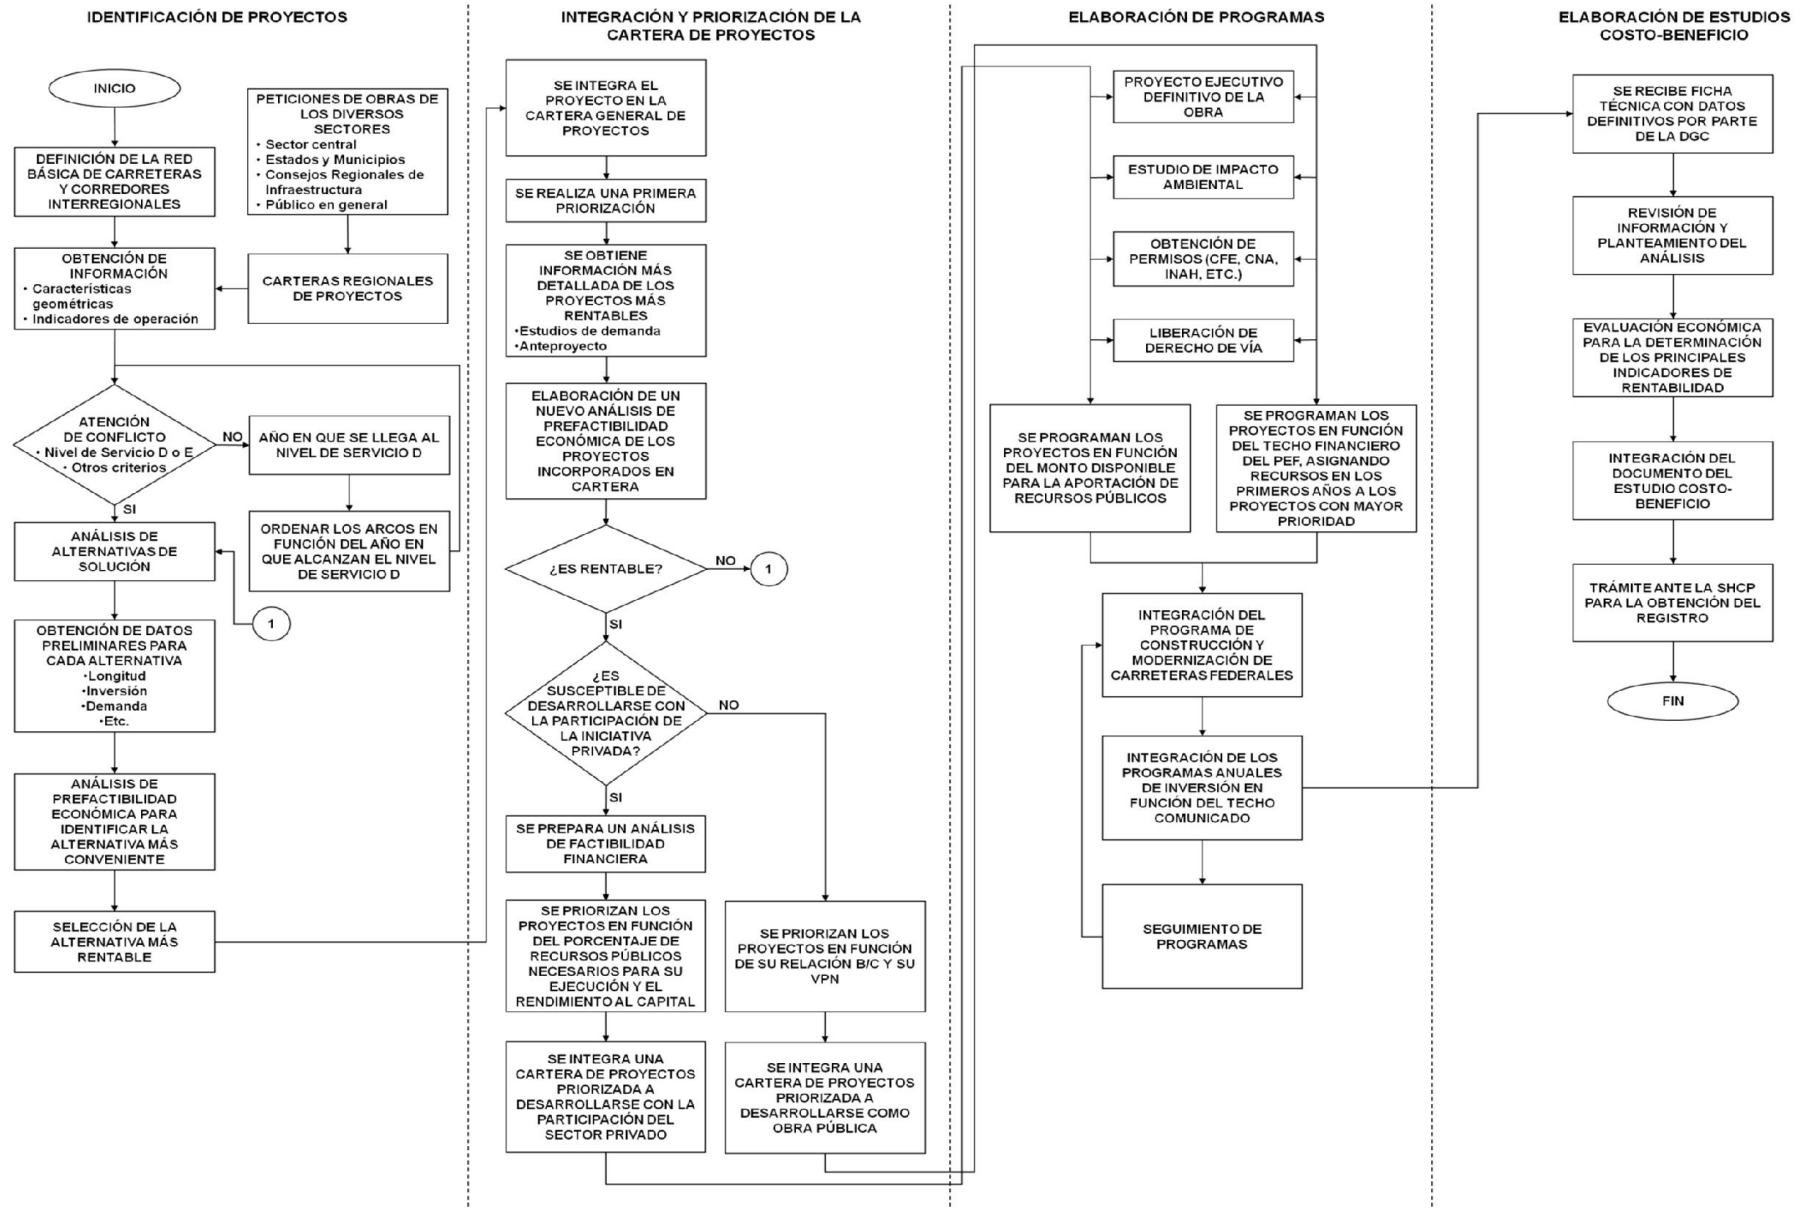 IDENTIFICACIÓN DE PROYECTOS
INICIO
PETICIONES DE OBRAS DE
LOS DIVERSOS
SECTORES
• Sector central
• Estados y Municipios
• Consejos Regionales de
Infraestructura
• Público en general
DEFINICIÓN DE LA RED
BÁSICA DE CARRETERAS
Y CORREDORES
INTERREGIONALES
OBTENCIÓN DE
INFORMACIÓN
• Características
geométricas
• Indicadores de operación
CARTERAS REGIONALES
DE PROYECTOS
ATENCIÓN
DE CONFLICTO
• Nivel de Servicio D o E
• Otros criterios
NO
AÑO EN QUE SE LLEGA AL
NIVEL DE SERVICIO D
SI
ORDENAR LOS ARCOS EN
FUNCIÓN DEL AÑO EN
QUE ALCANZAN EL NIVEL
DE SERVICIO D
ANÁLISIS DE
ALTERNATIVAS DE
SOLUCIÓN
1
OBTENCIÓN DE DATOS
PRELIMINARES PARA
CADA ALTERNATIVA
•Longitud
•Inversión
•Demanda
•Etc.
ANÁLISIS DE
PREFACTIBILIDAD
ECONÓMICA PARA
IDENTIFICAR LA
ALTERNATIVA MÁS
CONVENIENTE
SELECCIÓN DE LA
ALTERNATIVA MÁS
RENTABLE
INTEGRACIÓN Y PRIORIZACIÓN DE LA
CARTERA DE PROYECTOS
SE INTEGRA EL
PROYECTO EN LA
CARTERA GENERAL DE
PROYECTOS
SE REALIZA UNA PRIMERA
PRIORIZACIÓN
SE OBTIENE
INFORMACIÓN MÁS
DETALLADA DE LOS
PROYECTOS MÁS
RENTABLES
•Estudios de demanda
•Anteproyecto
ELABORACIÓN DE UN
NUEVO ANÁLISIS DE
PREFACTIBILIDAD
ECONÓMICA DE LOS
PROYECTOS
INCORPORADOS EN
CARTERA
¿ES RENTABLE?
NO
1
SI
¿ES
SUSCEPTIBLE DE
DESARROLLARSE CON
LA PARTICIPACIÓN DE
LA INICIATIVA
PRIVADA?
NO
SI
SE PREPARA UN ANÁLISIS
DE FACTIBILIDAD
FINANCIERA
SE PRIORIZAN LOS
PROYECTOS EN FUNCIÓN
DEL PORCENTAJE DE
RECURSOS PÚBLICOS
NECESARIOS PARA SU
EJECUCIÓN Y EL
RENDIMIENTO AL CAPITAL
SE PRIORIZAN LOS
PROYECTOS EN FUNCIÓN
DE SU RELACIÓN B/C Y SU
VPN
SE INTEGRA UNA
CARTERA DE PROYECTOS
PRIORIZADA A
DESARROLLARSE CON LA
PARTICIPACIÓN DEL
SECTOR PRIVADO
SE INTEGRA UNA
CARTERA DE PROYECTOS
PRIORIZADA A
DESARROLLARSE COMO
OBRA PÚBLICA
ELABORACIÓN DE PROGRAMAS
PROYECTO EJECUTIVO
DEFINITIVO DE LA
OBRA
ESTUDIO DE IMPACTO
AMBIENTAL
OBTENCIÓN DE
PERMISOS (CFE, CNA,
INAH, ETC.)
LIBERACIÓN DE
DERECHO DE VÍA
SE PROGRAMAN LOS
PROYECTOS EN FUNCIÓN
DEL MONTO DISPONIBLE
PARA LA APORTACIÓN DE
RECURSOS PÚBLICOS
SE PROGRAMAN LOS
PROYECTOS EN FUNCIÓN
DEL TECHO FINANCIERO
DEL PEF, ASIGNANDO
RECURSOS EN LOS
PRIMEROS AÑOS A LOS
PROYECTOS CON MAYOR
PRIORIDAD
INTEGRACIÓN DEL
PROGRAMA DE
CONSTRUCCIÓN Y
MODERNIZACIÓN DE
CARRETERAS FEDERALES
INTEGRACIÓN DE LOS
PROGRAMAS ANUALES
DE INVERSIÓN EN
FUNCIÓN DEL TECHO
COMUNICADO
SEGUIMIENTO DE
PROGRAMAS
ELABORACIÓN DE ESTUDIOS
COSTO-BENEFICIO
SE RECIBE FICHA
TÉCNICA CON DATOS
DEFINITIVOS POR PARTE
DE LA DGC
REVISIÓN DE
INFORMACIÓN Y
PLANTEAMIENTO DEL
ANÁLISIS
EVALUACIÓN ECONÓMICA
PARA LA DETERMINACIÓN
DE LOS PRINCIPALES
INDICADORES DE
RENTABILIDAD
INTEGRACIÓN DEL
DOCUMENTO DEL
ESTUDIO COSTO-
BENEFICIO
TRÁMITE ANTE LA SHCP
PARA LA OBTENCIÓN DEL
REGISTRO
FIN